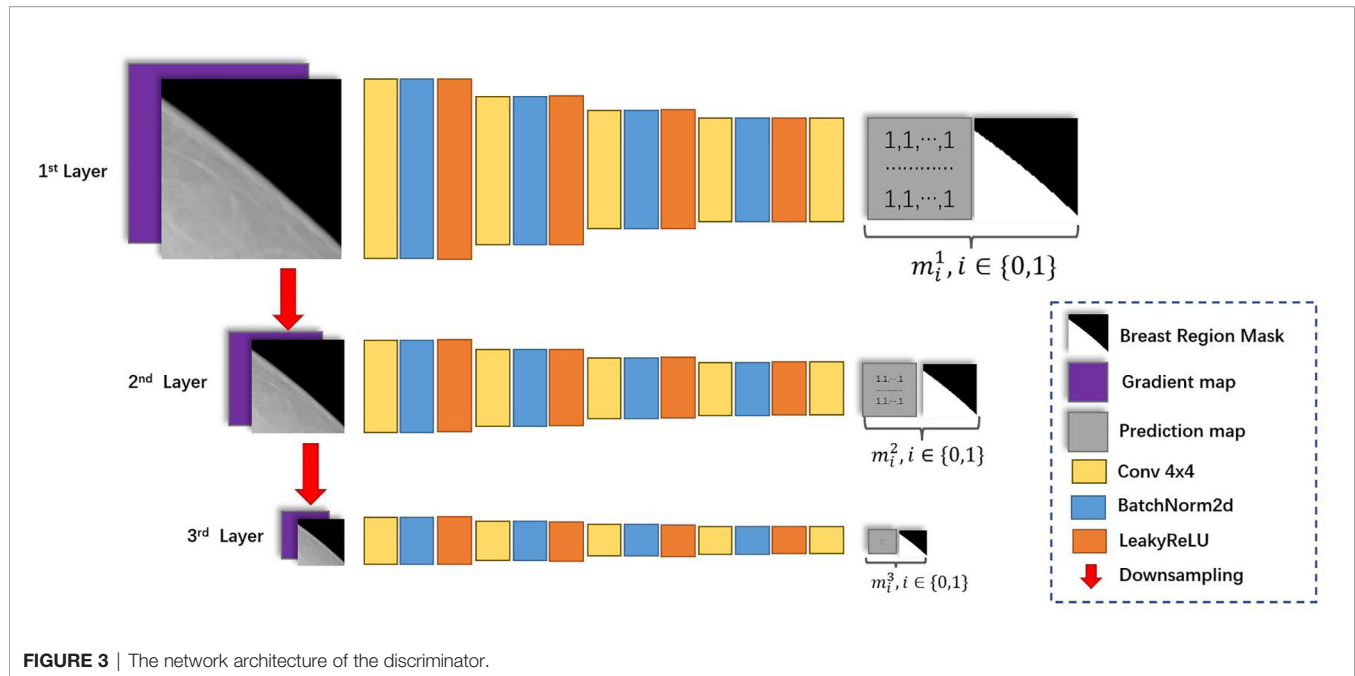 1st Layer
1,1,···,1
············
1,1,···,1
m_i^1, i ∈ {0,1}
2nd Layer
1,1,···,1
············
1,1,···,1
m_i^2, i ∈ {0,1}
3rd Layer
m_i^3, i ∈ {0,1}
Breast Region Mask
Gradient map
Prediction map
Conv 4x4
BatchNorm2d
LeakyReLU
Downsampling
FIGURE 3 | The network architecture of the discriminator.